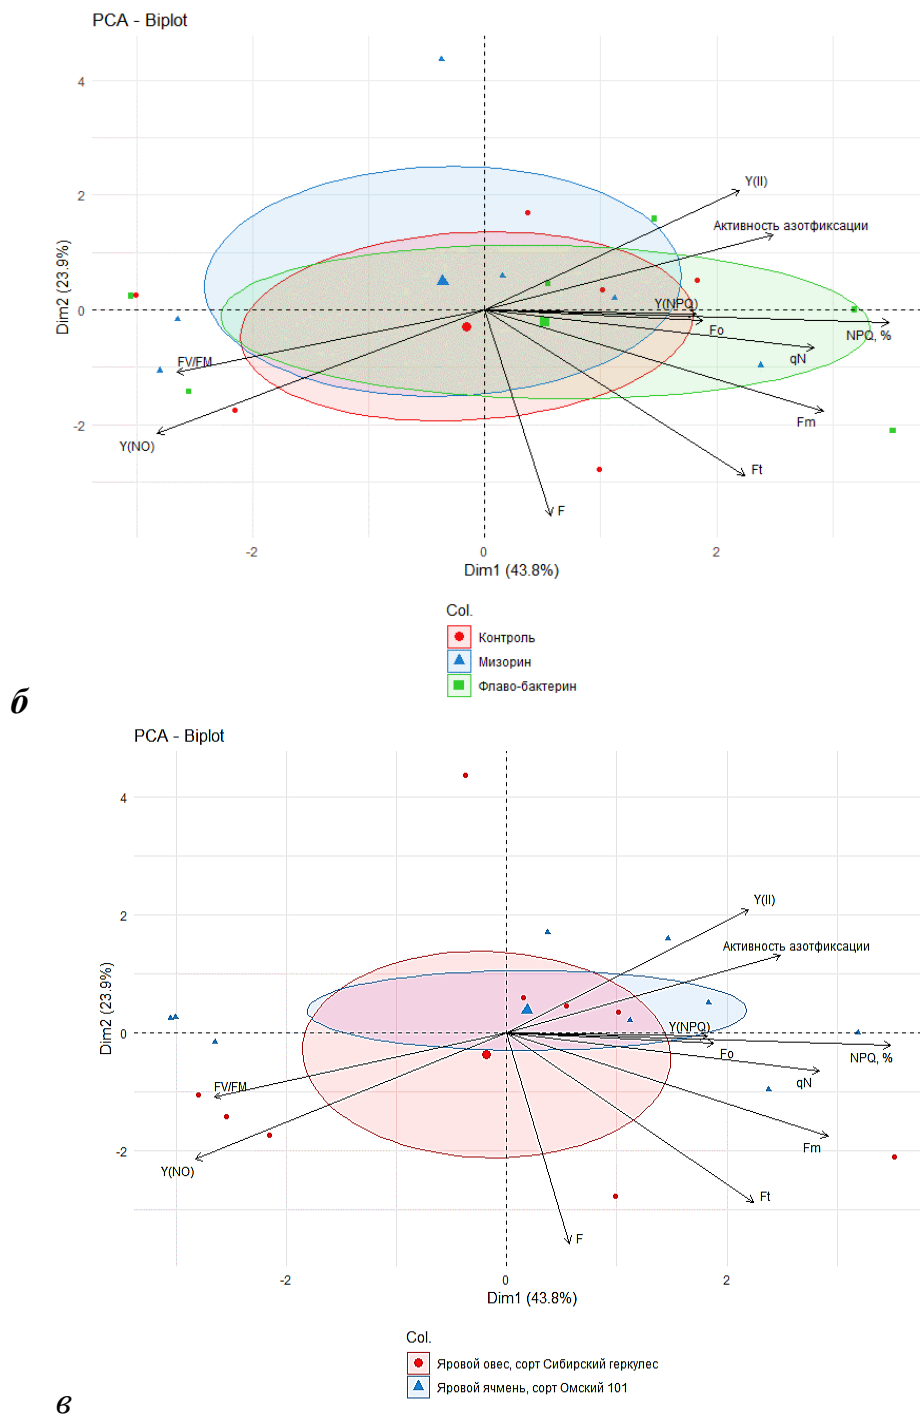 PCA - Biplot
4
2
0
-2
Dim2 (23.9%)
Y(II)
Активность азотфиксации
Y(NPQ)
Fo
NPQ, %
qN
FV/FM
Fm
Y(NO)
Ft
F
-2
0
2
Dim1 (43.8%)
Col.
Контроль
Мизорин
Флаво-бактерин
б
PCA - Biplot
4
2
0
-2
Dim2 (23.9%)
Y(II)
Активность азотфиксации
Y(NPQ)
Fo
NPQ, %
qN
FV/FM
Fm
Y(NO)
Ft
F
-2
0
2
Dim1 (43.8%)
Col.
Яровой овес, сорт Сибирский геркулес
Яровой ячмень, сорт Омский 101
в